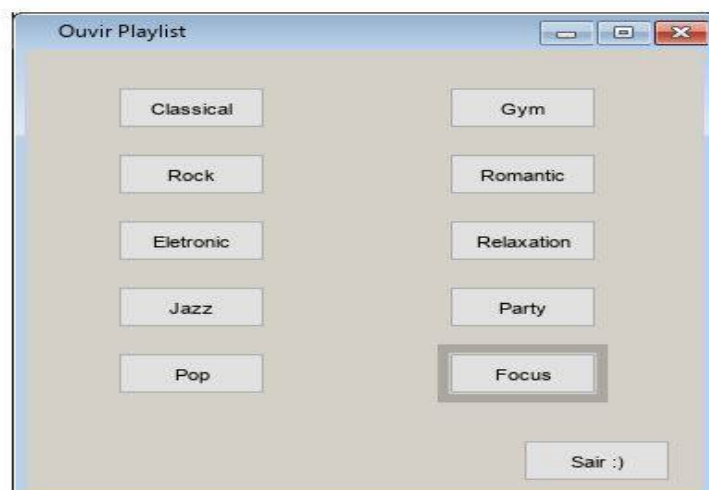 Ouvir Playlist
Classical Gym
Rock Romantic
Eletronic Relaxation
Jazz Party
Pop Focus
Sair :)